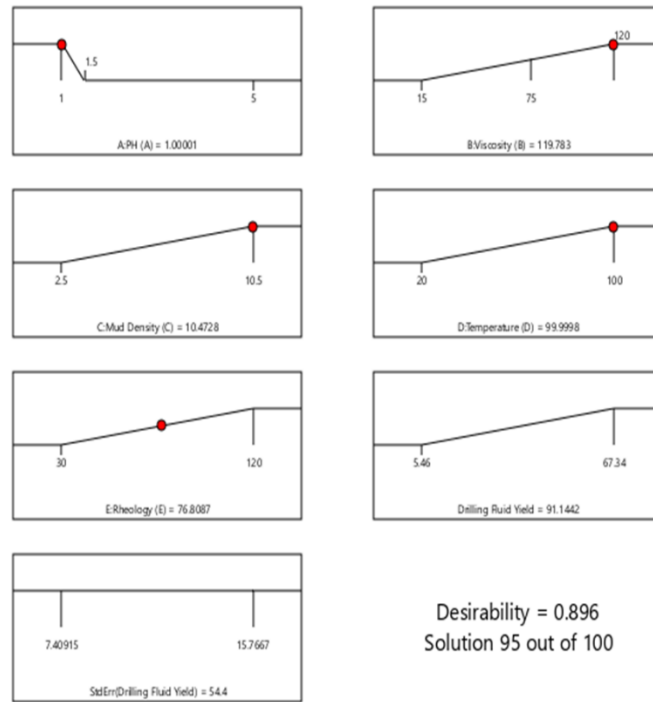 1.5
1
5
A:PH (A) = 1.00001
120
15
75
B:Viscosity (B) = 119.783
2.5
10.5
C:Mud Density (C) = 10.4728
20
100
D:Temperature (D) = 99.9998
30
120
E:Rheology (E) = 76.8087
5.46
67.34
Drilling Fluid Yield = 91.1442
7.40915
15.7667
StdErr(Drilling Fluid Yield) = 54.4
Desirability = 0.896
Solution 95 out of 100